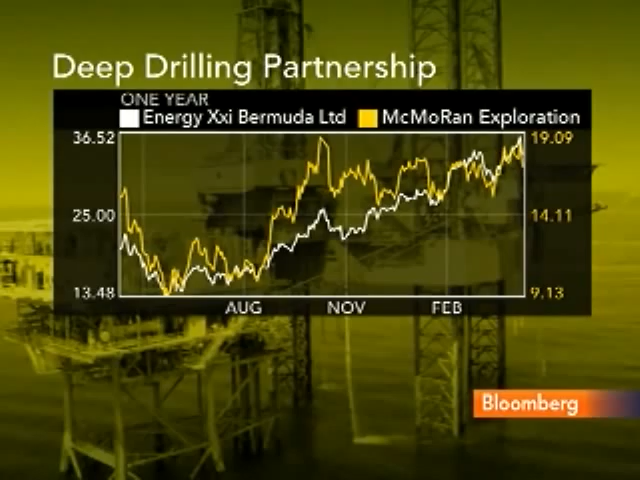 Deep Drilling Partnership
ONE YEAR
Energy Xxi Bermuda Ltd McMoRan Exploration
36.52 19.09
25.00 14.11
13.48 9.13
AUG NOV FEB
Bloomberg